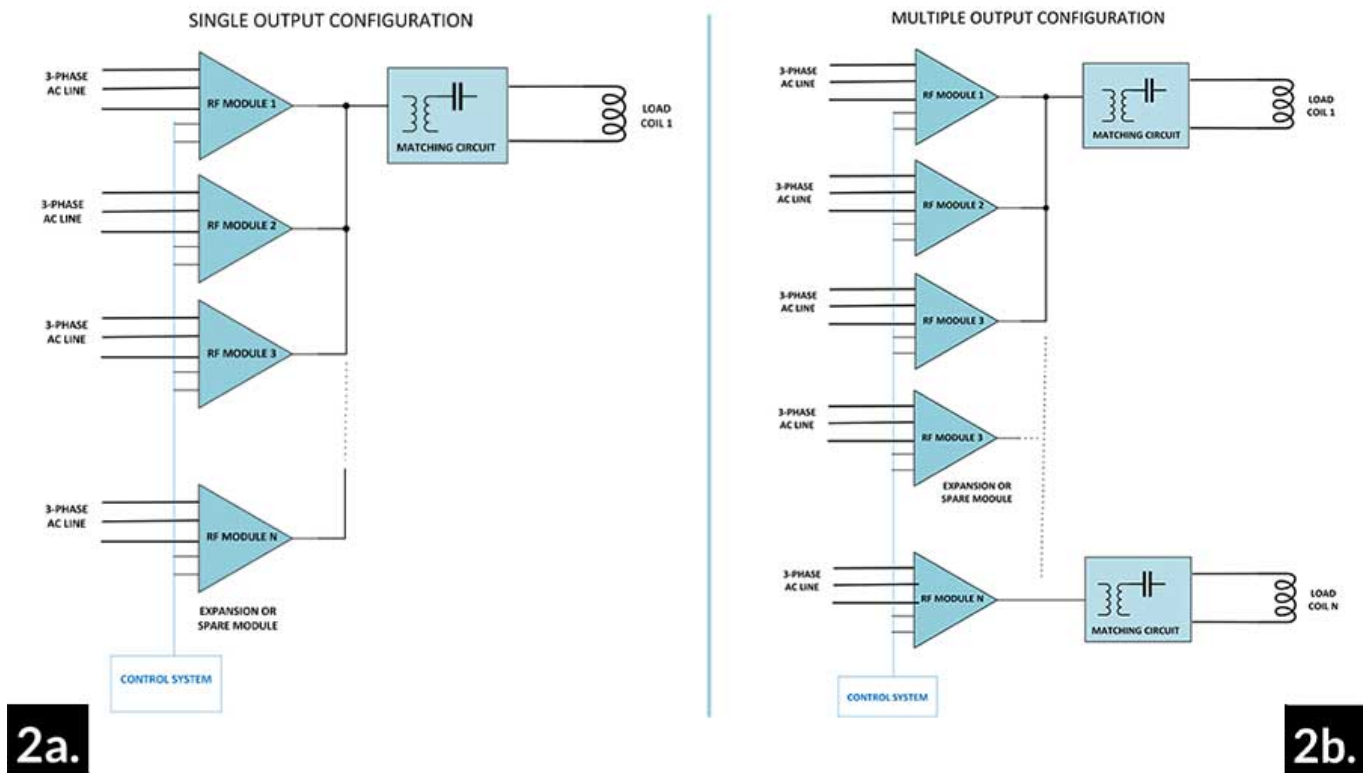 SINGLE OUTPUT CONFIGURATION
3-PHASE
AC LINE
RF MODULE 1
MATCHING CIRCUIT
LOAD
COIL 1
3-PHASE
AC LINE
RF MODULE 2
3-PHASE
AC LINE
RF MODULE 3
3-PHASE
AC LINE
RF MODULE N
EXPANSION OR
SPARE MODULE
CONTROL SYSTEM
2a.
MULTIPLE OUTPUT CONFIGURATION
3-PHASE
AC LINE
RF MODULE 1
MATCHING CIRCUIT
LOAD
COIL 1
3-PHASE
AC LINE
RF MODULE 2
3-PHASE
AC LINE
RF MODULE 3
3-PHASE
AC LINE
RF MODULE 3
EXPANSION OR
SPARE MODULE
3-PHASE
AC LINE
RF MODULE N
MATCHING CIRCUIT
LOAD
COIL N
CONTROL SYSTEM
2b.